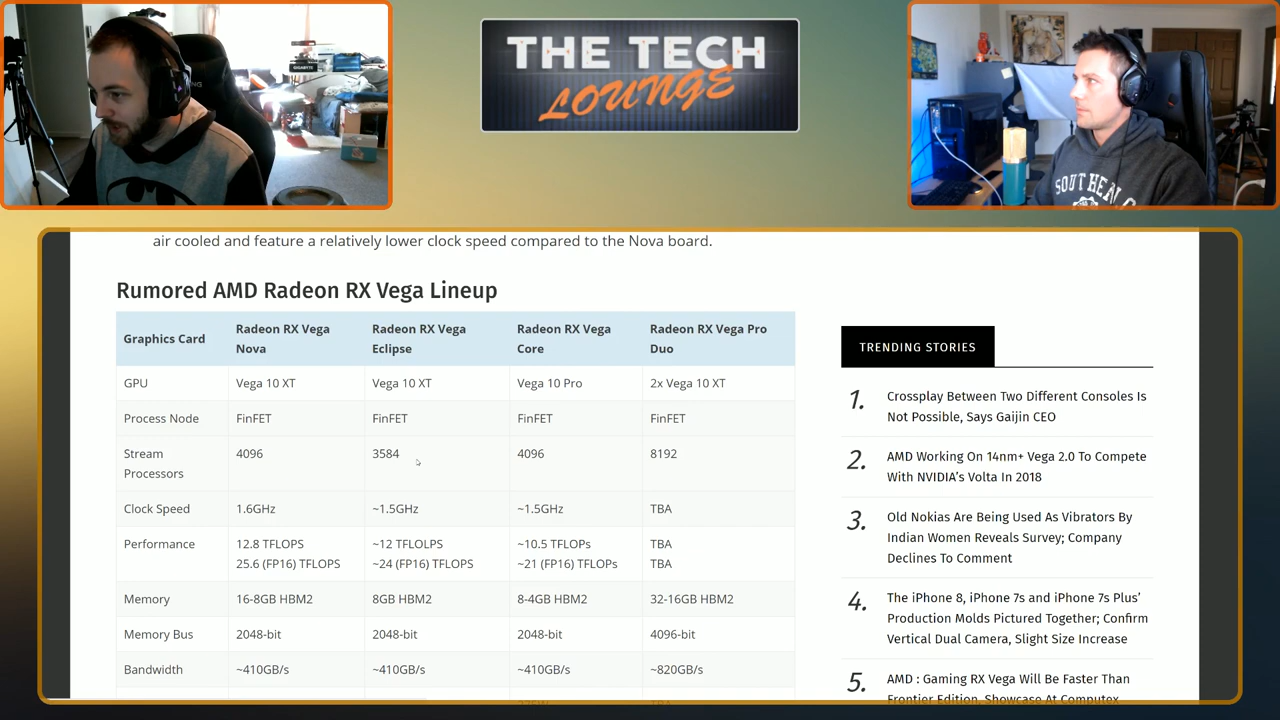 THE TECH
LOUNGE
GIGABYTE
SOUTHERN
air cooled and feature a relatively lower clock speed compared to the Nova board.
Rumored AMD Radeon RX Vega Lineup
Graphics Card
Radeon RX Vega
Nova
Radeon RX Vega
Eclipse
Radeon RX Vega
Core
Radeon RX Vega Pro
Duo
GPU Vega 10 XT Vega 10 XT Vega 10 Pro 2x Vega 10 XT
Process Node FinFET FinFET FinFET FinFET
Stream
Processors
4096 3584 4096 8192
Clock Speed 1.6GHz ~1.5GHz ~1.5GHz TBA
Performance 12.8 TFLOPS ~12 TFLOLPS ~10.5 TFLOPs TBA
25.6 (FP16) TFLOPS ~24 (FP16) TFLOPS ~21 (FP16) TFLOPs TBA
Memory 16-8GB HBM2 8GB HBM2 8-4GB HBM2 32-16GB HBM2
Memory Bus 2048-bit 2048-bit 2048-bit 4096-bit
Bandwidth ~410GB/s ~410GB/s ~410GB/s ~820GB/s
TRENDING STORIES
1. Crossplay Between Two Different Consoles Is
Not Possible, Says Gaijin CEO
2. AMD Working On 14nm+ Vega 2.0 To Compete
With NVIDIA's Volta In 2018
3. Old Nokias Are Being Used As Vibrators By
Indian Women Reveals Survey; Company
Declines To Comment
4. The iPhone 8, iPhone 7s and iPhone 7s Plus'
Production Molds Pictured Together; Confirm
Vertical Dual Camera, Slight Size Increase
5. AMD : Gaming RX Vega Will Be Faster Than
Frontier Edition, Showcase At Computex